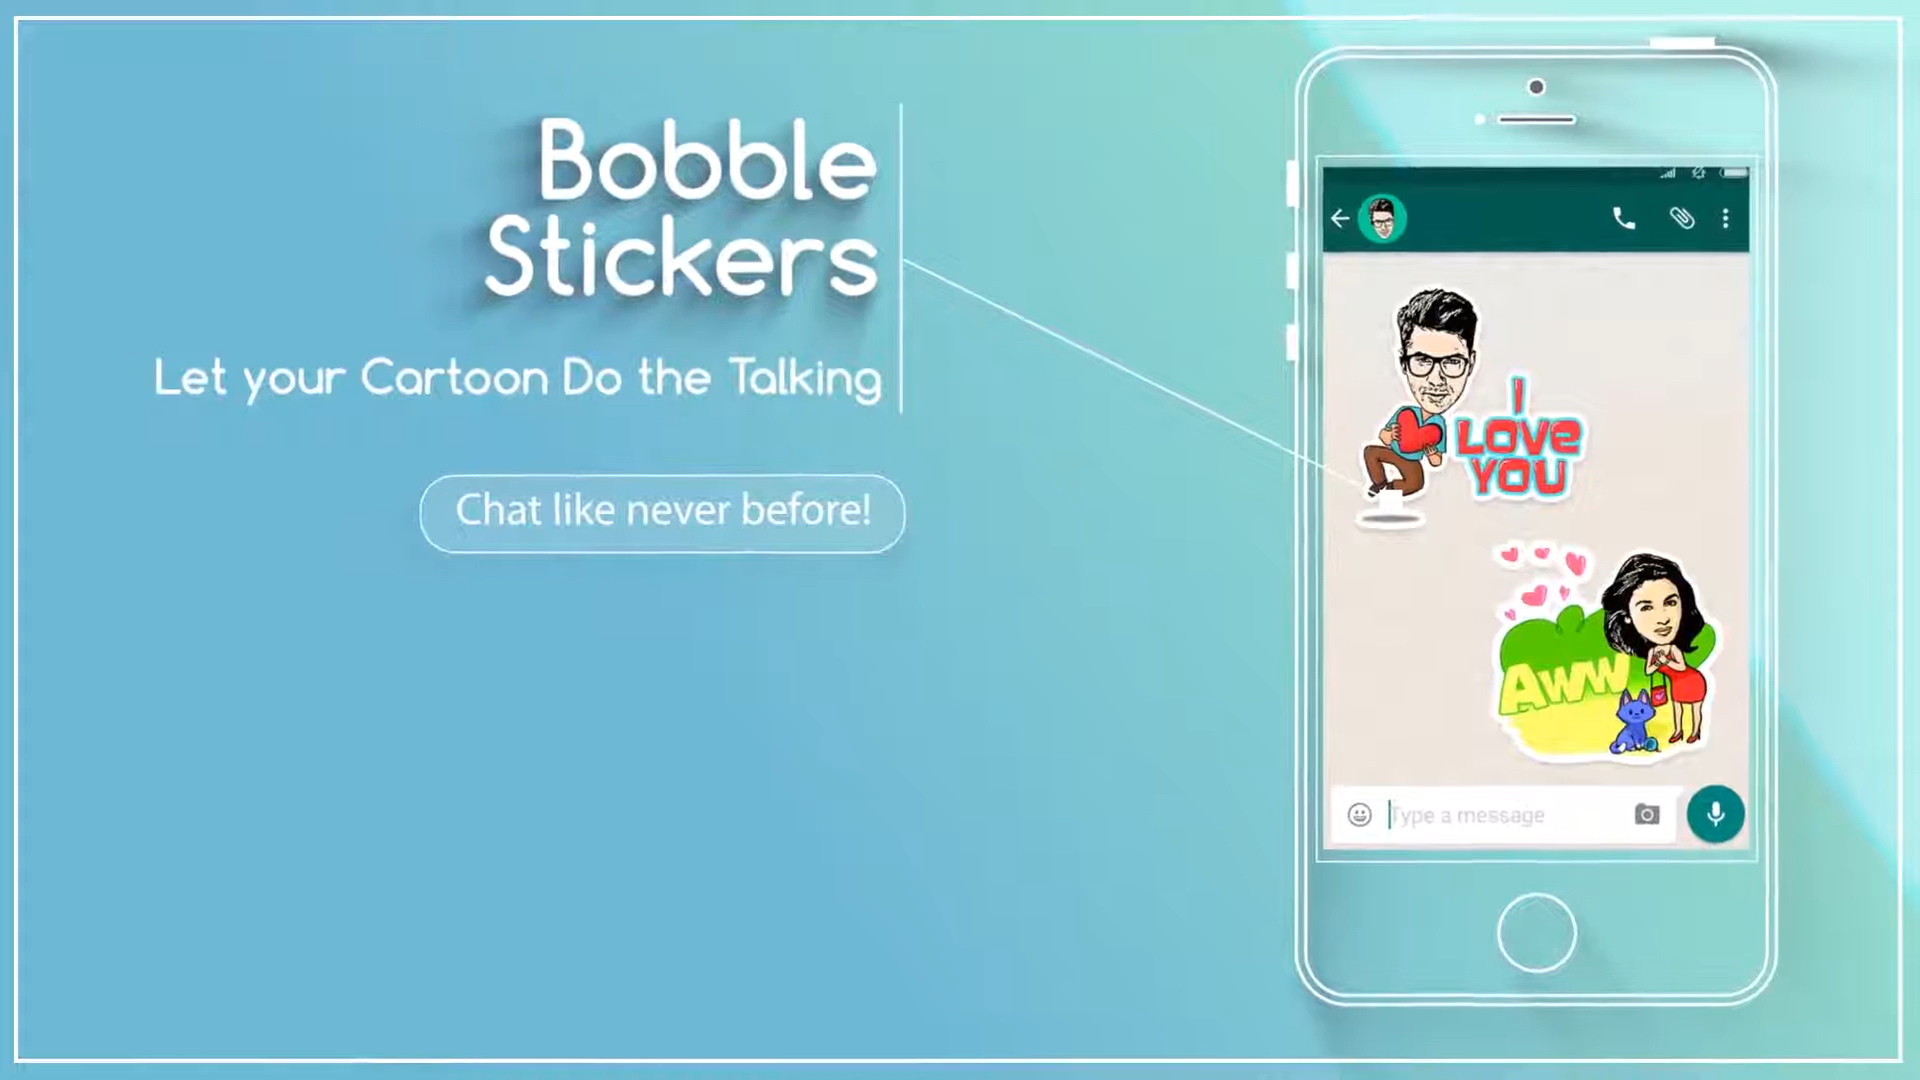 Bobble
Stickers
Let your Cartoon Do the Talking
Chat like never before!
I
LOVE
YOU
AWW
Type a message